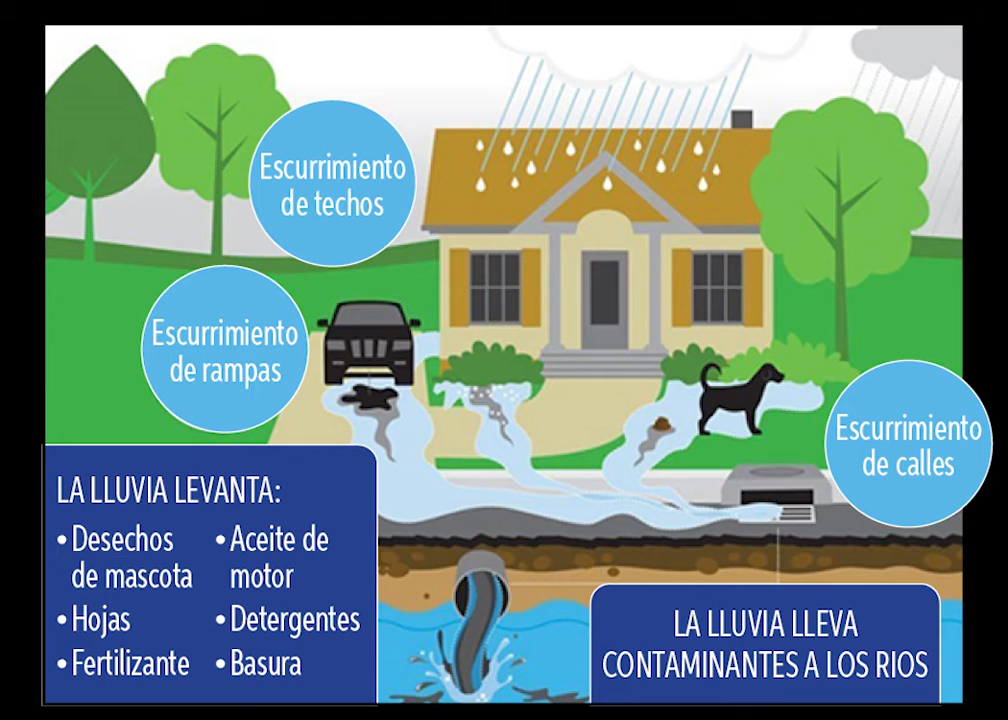 Escurrimiento
de techos
Escurrimiento
de rampas
Escurrimiento
de calles
LA LLUVIA LEVANTA:
• Desechos
de mascota
• Hojas
• Fertilizante
• Aceite de
motor
• Detergentes
• Basura
LA LLUVIA LLEVA
CONTAMINANTES A LOS RIOS